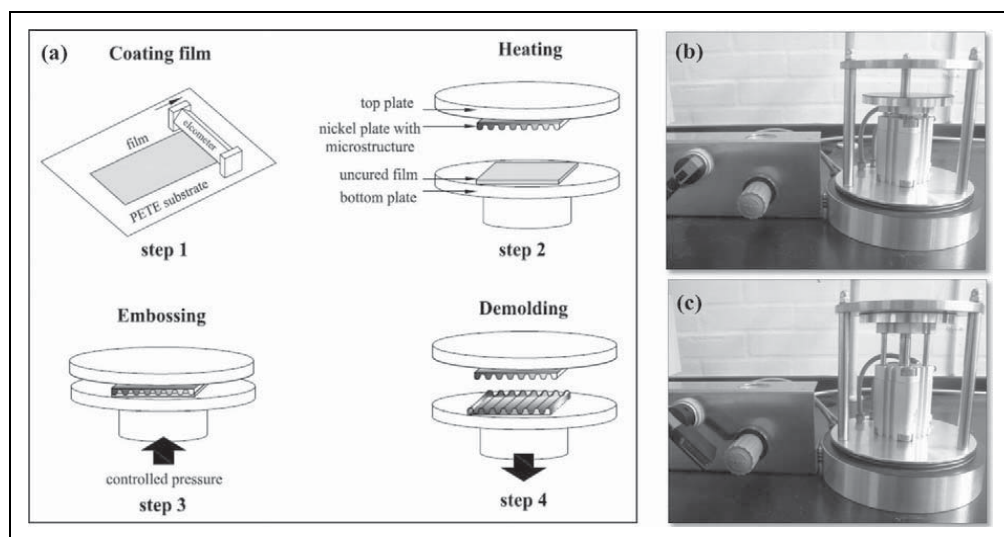 (a)
Coating film
film
elcometer
PETE substrate
step 1
Heating
top plate
nickel plate with
microstructure
uncured film
bottom plate
step 2
Embossing
controlled pressure
step 3
Demolding
step 4
(b)
(c)